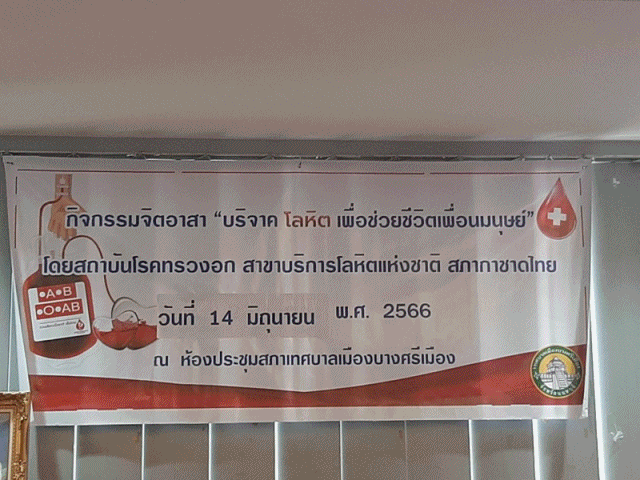 กิจกรรมจิตอาสา “บริจาค โลหิต เพื่อช่วยชีวิตเพื่อนมนุษย์”
โดยสถาบันโรคทรวงอก สาขาบริการโลหิตแห่งชาติ สภากาชาดไทย
A B
O AB
วันที่ 14 มิถุนายน พ.ศ. 2566
ณ ห้องประชุมสภาเทศบาลเมืองบางศรีเมือง